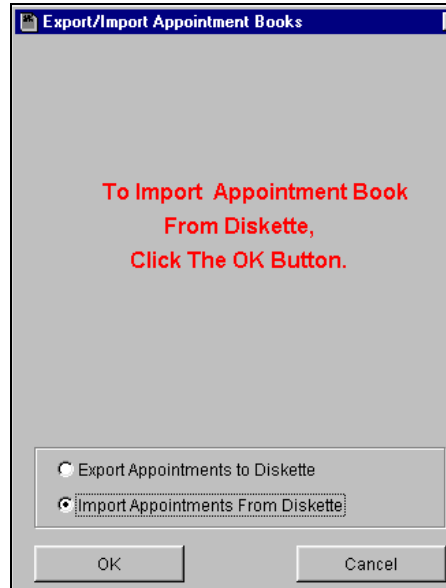 Export/Import Appointment Books
To Import Appointment Book
From Diskette,
Click The OK Button.
Export Appointments to Diskette
Import Appointments From Diskette
OK Cancel